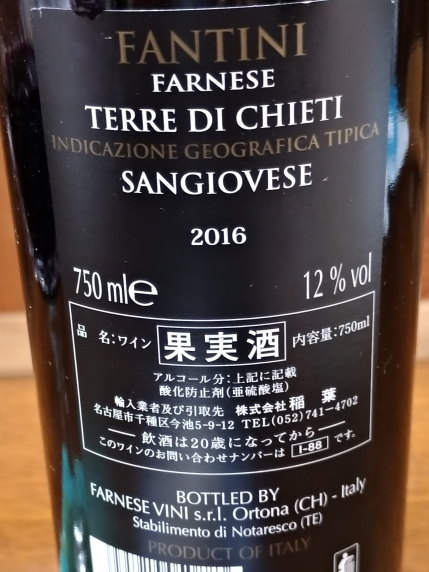 FANTINI
FARNESE
TERRE DI CHIETI
INDICAZIONE GEOGRAFICA TIPICA
SANGIOVESE
2016
750 ml e 12 % vol
品 名:ワイン 果実酒 内容量:750ml
アルコール分:上記に記載
酸化防止剤(亜硫酸塩)
輸入業者及び引取先 株式会社 稲 葉
名古屋市千種区今池5-9-12 TEL(052)741-4702
飲酒は20歳になってから
このワインのお問い合わせナンバーは I-88 です。
BOTTLED BY
FARNESE VINI s.r.l. Ortona (CH) - Italy
Stabilimento di Notaresco (TE)
PRODUCT OF ITALY